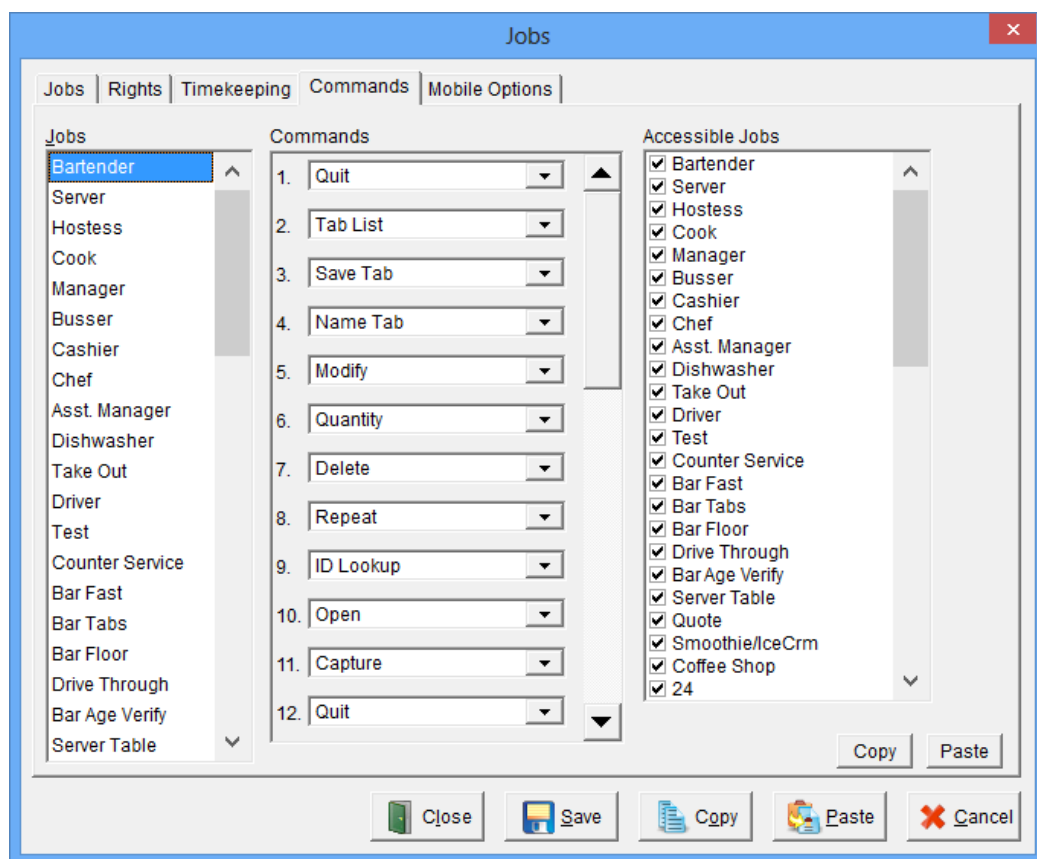 Jobs
Jobs Rights Timekeeping Commands Mobile Options
Jobs
Bartender
Server
Hostess
Cook
Manager
Busser
Cashier
Chef
Asst. Manager
Dishwasher
Take Out
Driver
Test
Counter Service
Bar Fast
Bar Tabs
Bar Floor
Drive Through
Bar Age Verify
Server Table
Commands
1. Quit
2. Tab List
3. Save Tab
4. Name Tab
5. Modify
6. Quantity
7. Delete
8. Repeat
9. ID Lookup
10. Open
11. Capture
12. Quit
Accessible Jobs
Bartender
Server
Hostess
Cook
Manager
Busser
Cashier
Chef
Asst. Manager
Dishwasher
Take Out
Driver
Test
Counter Service
Bar Fast
Bar Tabs
Bar Floor
Drive Through
Bar Age Verify
Server Table
Quote
Smoothie/IceCrm
Coffee Shop
24
Copy Paste
Close Save Copy Paste Cancel